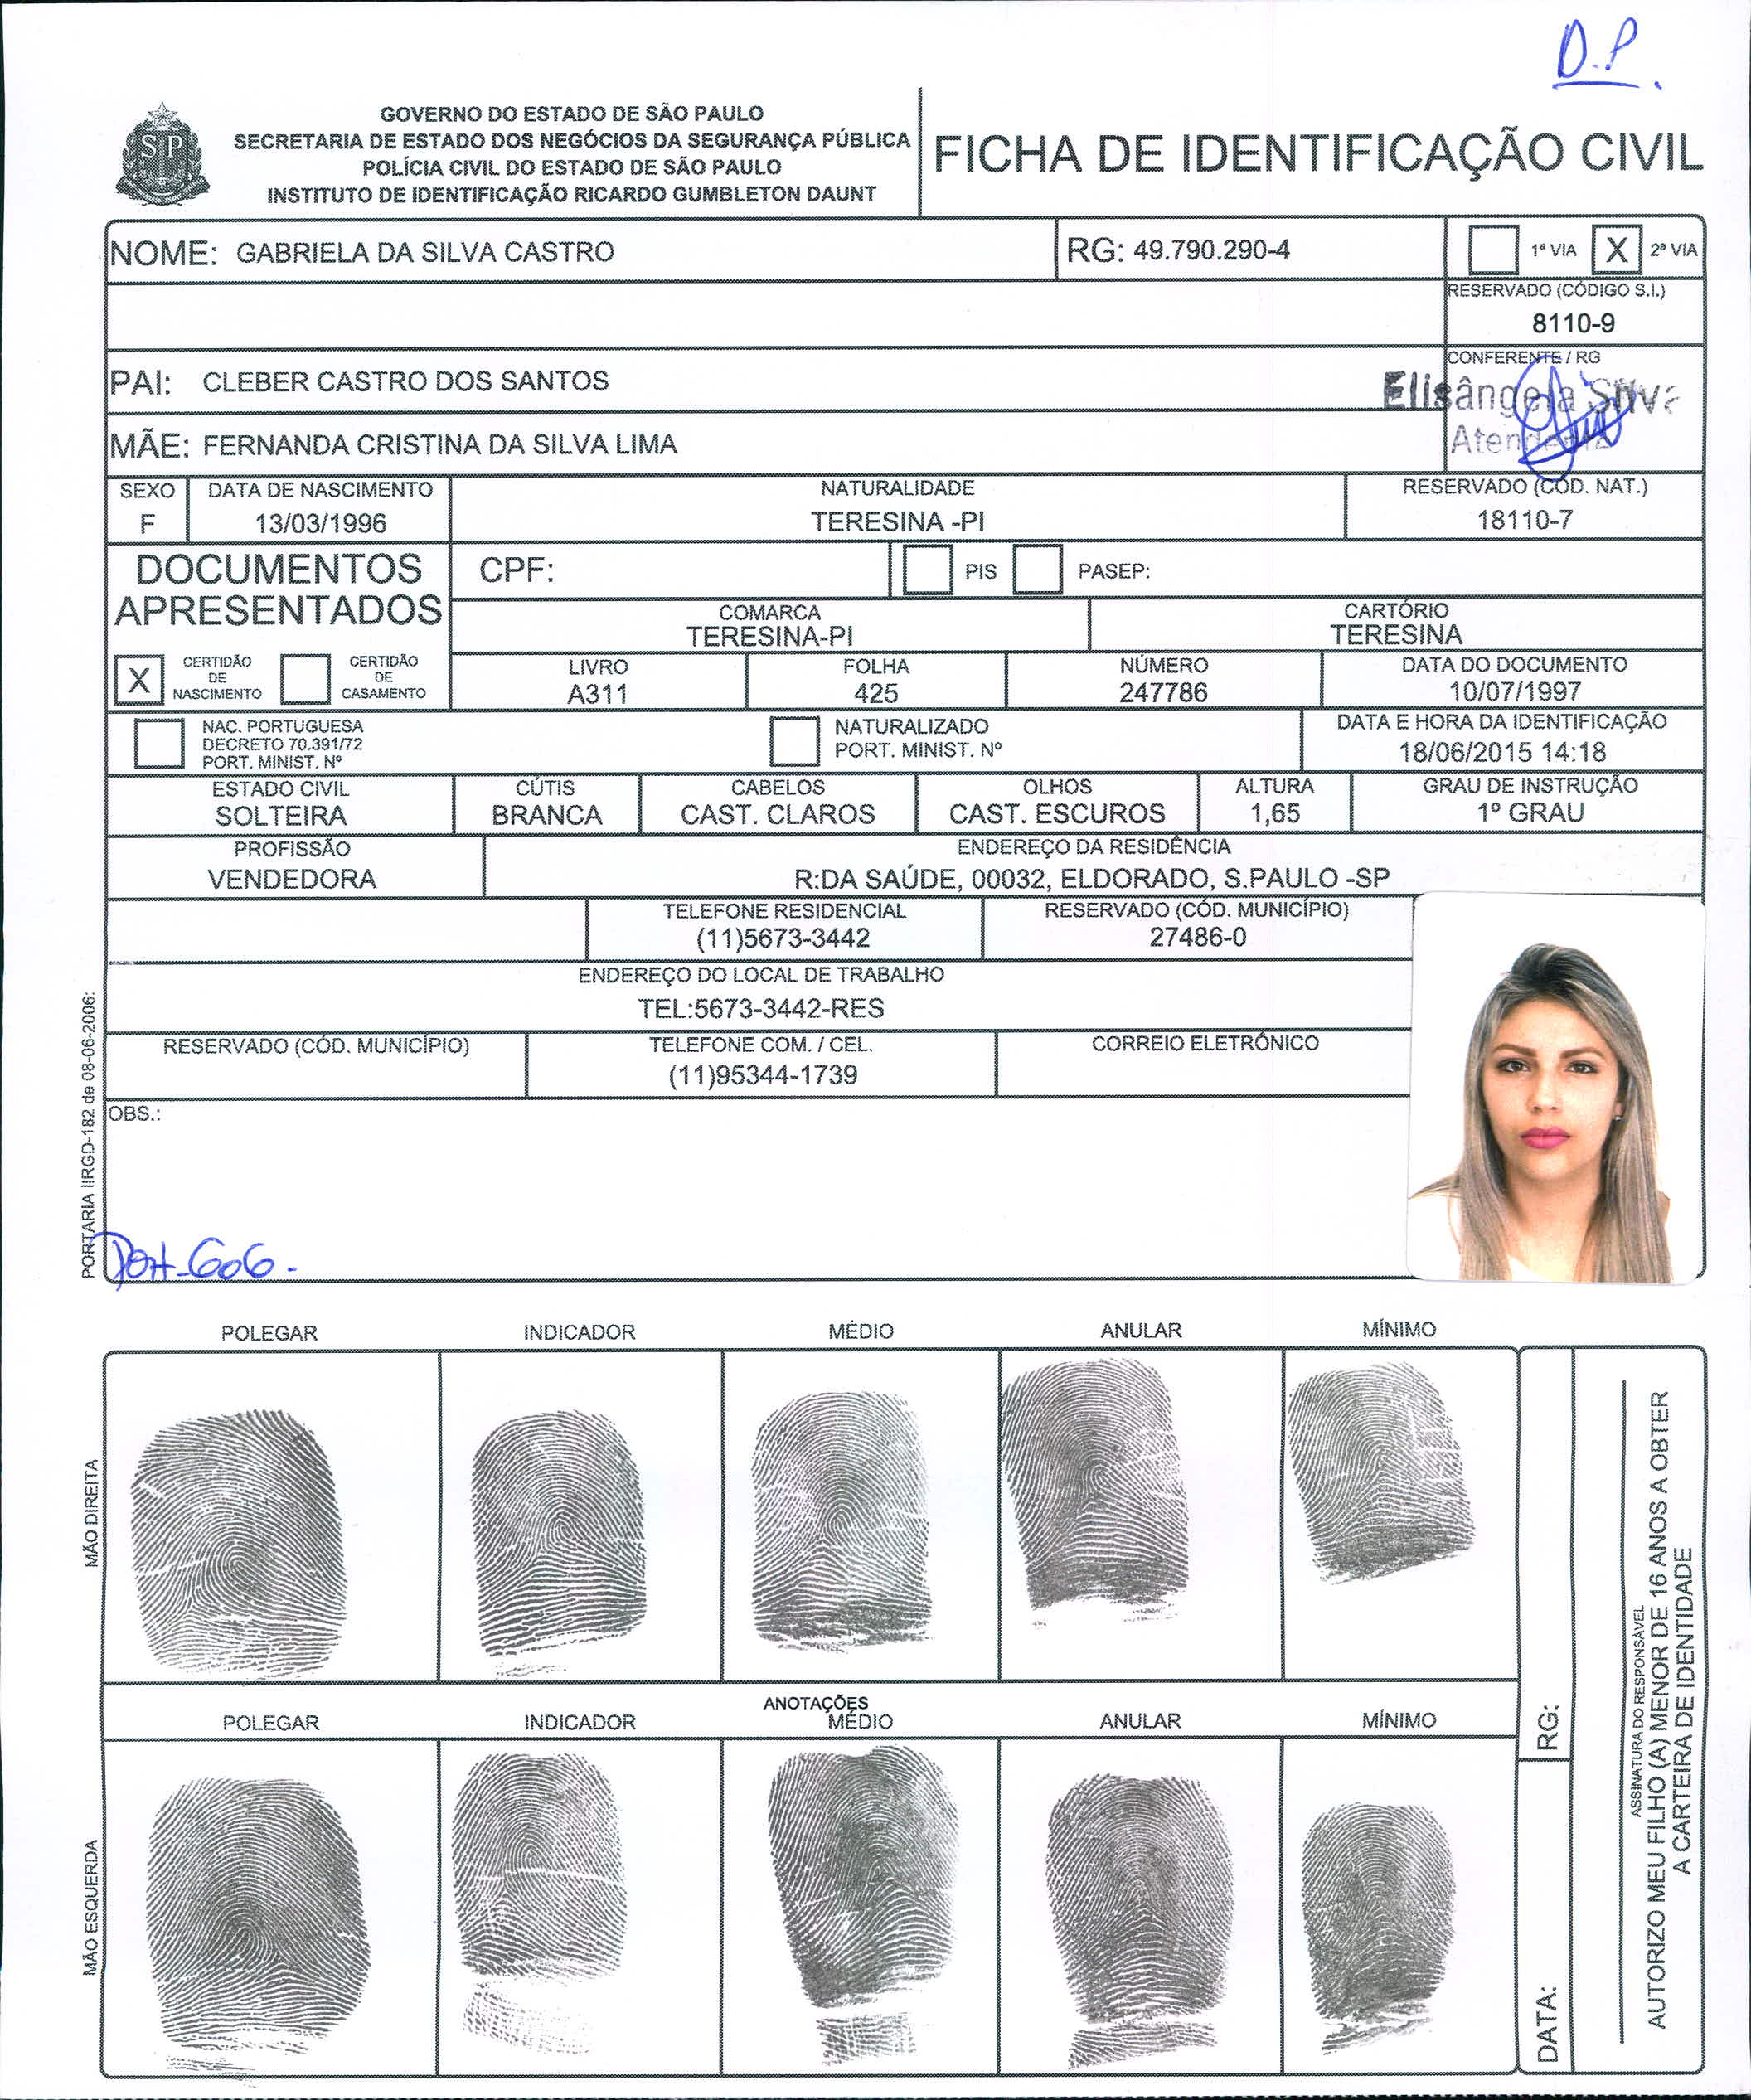 D.P.
GOVERNO DO ESTADO DE SÃO PAULO
SECRETARIA DE ESTADO DOS NEGÓCIOS DA SEGURANÇA PÚBLICA
POLÍCIA CIVIL DO ESTADO DE SÃO PAULO
INSTITUTO DE IDENTIFICAÇÃO RICARDO GUMBLETON DAUNT
SP
FICHA DE IDENTIFICAÇÃO CIVIL
NOME: GABRIELA DA SILVA CASTRO
RG: 49.790.290-4
1ª VIA X 2ª VIA
RESERVADO (CÓDIGO S.I.)
8110-9
PAI: CLEBER CASTRO DOS SANTOS
CONFERENTE / RG
Elisângela Silva
Atendente
MÃE: FERNANDA CRISTINA DA SILVA LIMA
SEXO DATA DE NASCIMENTO NATURALIDADE RESERVADO (CÓD. NAT.)
F 13/03/1996 TERESINA -PI 18110-7
DOCUMENTOS
APRESENTADOS
CPF: PIS PASEP:
COMARCA CARTÓRIO
TERESINA-PI TERESINA
X CERTIDÃO
DE
NASCIMENTO
CERTIDÃO
DE
CASAMENTO
LIVRO FOLHA NÚMERO DATA DO DOCUMENTO
A311 425 247786 10/07/1997
NAC. PORTUGUESA
DECRETO 70.391/72
PORT. MINIST. Nº
NATURALIZADO
PORT. MINIST. Nº
DATA E HORA DA IDENTIFICAÇÃO
18/06/2015 14:18
ESTADO CIVIL CÚTIS CABELOS OLHOS ALTURA GRAU DE INSTRUÇÃO
SOLTEIRA BRANCA CAST. CLAROS CAST. ESCUROS 1,65 1º GRAU
PROFISSÃO ENDEREÇO DA RESIDÊNCIA
VENDEDORA R:DA SAÚDE, 00032, ELDORADO, S.PAULO -SP
TELEFONE RESIDENCIAL RESERVADO (CÓD. MUNICÍPIO)
(11)5673-3442 27486-0
ENDEREÇO DO LOCAL DE TRABALHO
TEL:5673-3442-RES
RESERVADO (CÓD. MUNICÍPIO) TELEFONE COM. / CEL. CORREIO ELETRÔNICO
(11)95344-1739
OBS.:
PORTARIA IIRGD-182 de 08-06-2006:
POLEGAR INDICADOR MÉDIO ANULAR MÍNIMO
MÃO DIREITA
ANOTAÇÕES
POLEGAR INDICADOR MÉDIO ANULAR MÍNIMO
MÃO ESQUERDA
RG:
DATA:
ASSINATURA DO RESPONSÁVEL
AUTORIZO MEU FILHO (A) MENOR DE 16 ANOS A OBTER
A CARTEIRA DE IDENTIDADE